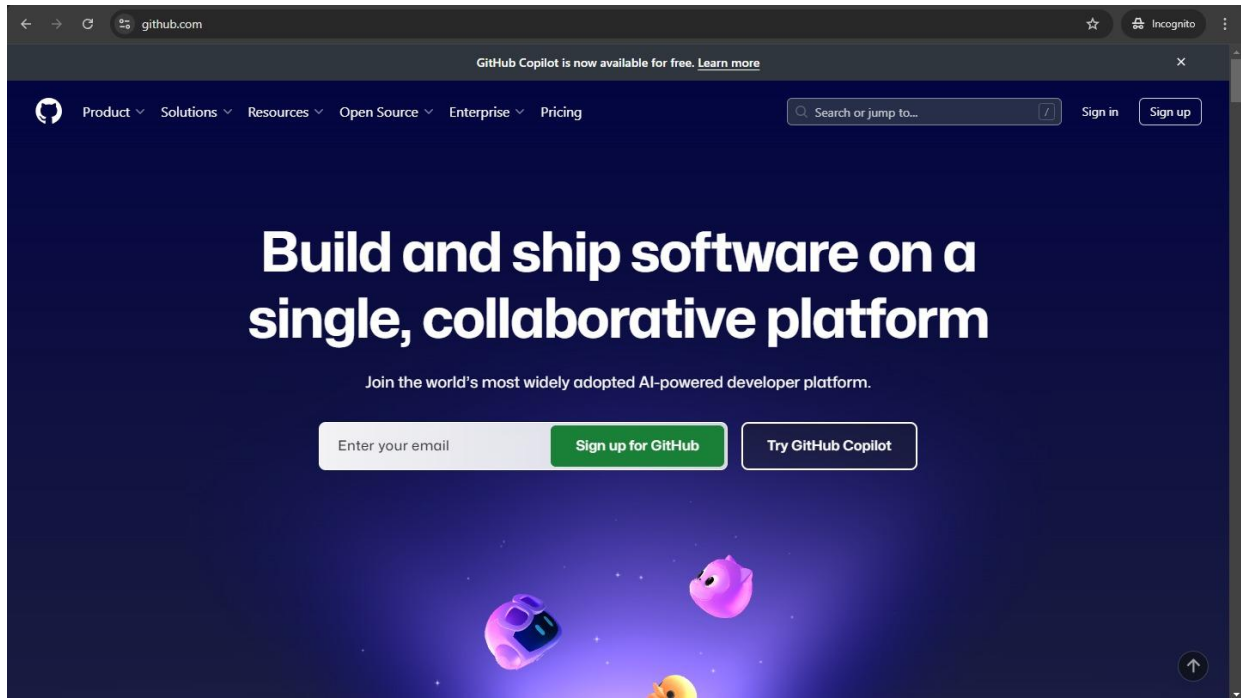 github.com
Incognito
GitHub Copilot is now available for free. Learn more
Product Solutions Resources Open Source Enterprise Pricing Search or jump to... / Sign in Sign up
Build and ship software on a
single, collaborative platform
Join the world's most widely adopted AI-powered developer platform.
Enter your email Sign up for GitHub Try GitHub Copilot